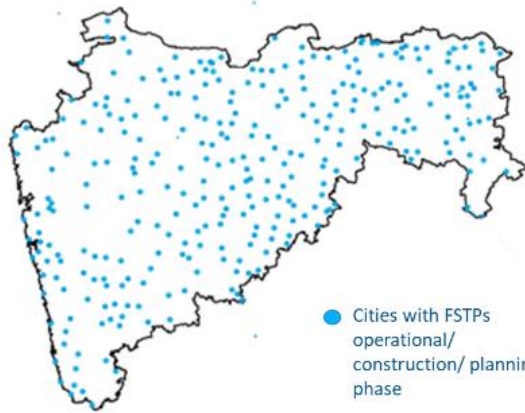 Cities with FSTPs
operational/
construction/ plannin
phase